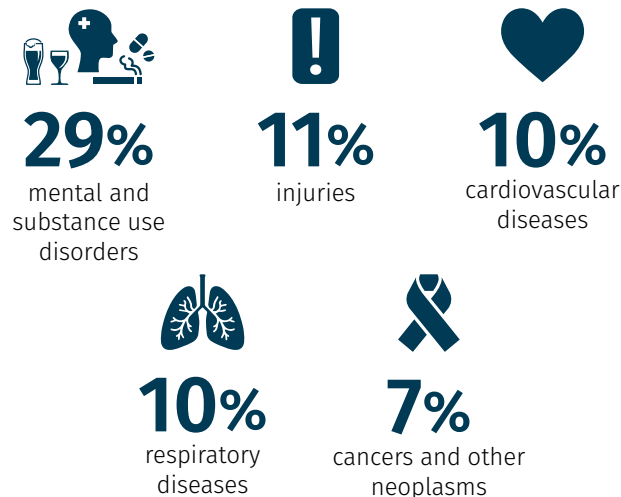 29%
mental and
substance use
disorders
11%
injuries
10%
cardiovascular
diseases
10%
respiratory
diseases
7%
cancers and other
neoplasms